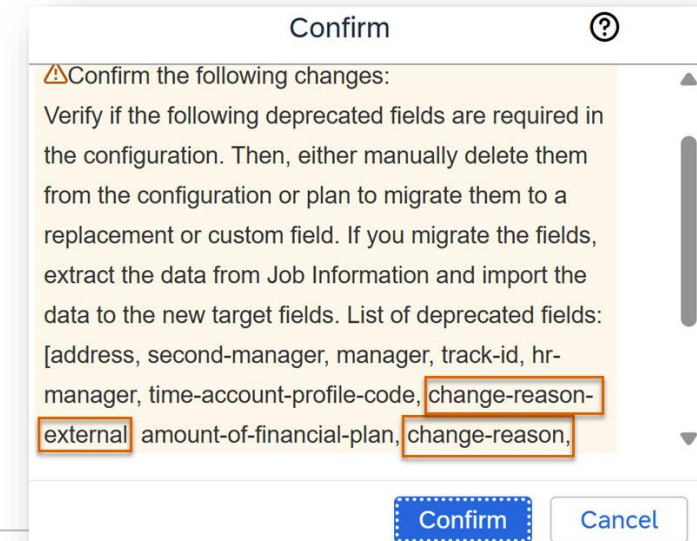 Confirm
Confirm the following changes:
Verify if the following deprecated fields are required in
the configuration. Then, either manually delete them
from the configuration or plan to migrate them to a
replacement or custom field. If you migrate the fields,
extract the data from Job Information and import the
data to the new target fields. List of deprecated fields:
[address, second-manager, manager, track-id, hr-
manager, time-account-profile-code, change-reason-
external amount-of-financial-plan, change-reason,
Confirm Cancel